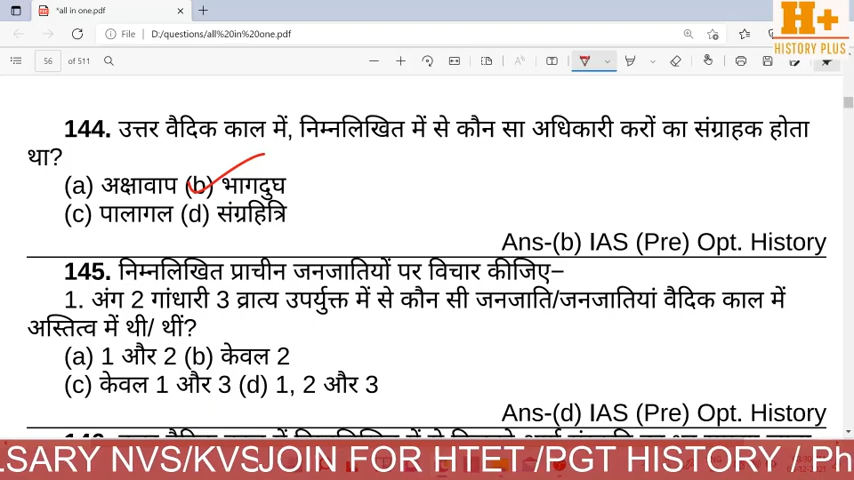 *all in one.pdf
File
D:/questions/all%20in%20one.pdf
H+
HISTORY PLUS
56 of 511
144. उत्तर वैदिक काल में, निम्नलिखित में से कौन सा अधिकारी करों का संग्राहक होता
था?
(a) अक्षावाप (b) भागदुघ
(c) पालागल (d) संग्रहित्रि
Ans-(b) IAS (Pre) Opt. History
145. निम्नलिखित प्राचीन जनजातियों पर विचार कीजिए–
1. अंग 2 गांधारी 3 व्रात्य उपर्युक्त में से कौन सी जनजाति/जनजातियां वैदिक काल में
अस्तित्व में थी/ थीं?
(a) 1 और 2 (b) केवल 2
(c) केवल 1 और 3 (d) 1, 2 और 3
Ans-(d) IAS (Pre) Opt. History
LSARY NVS/KVSJOIN FOR HTET /PGT HISTORY / Ph